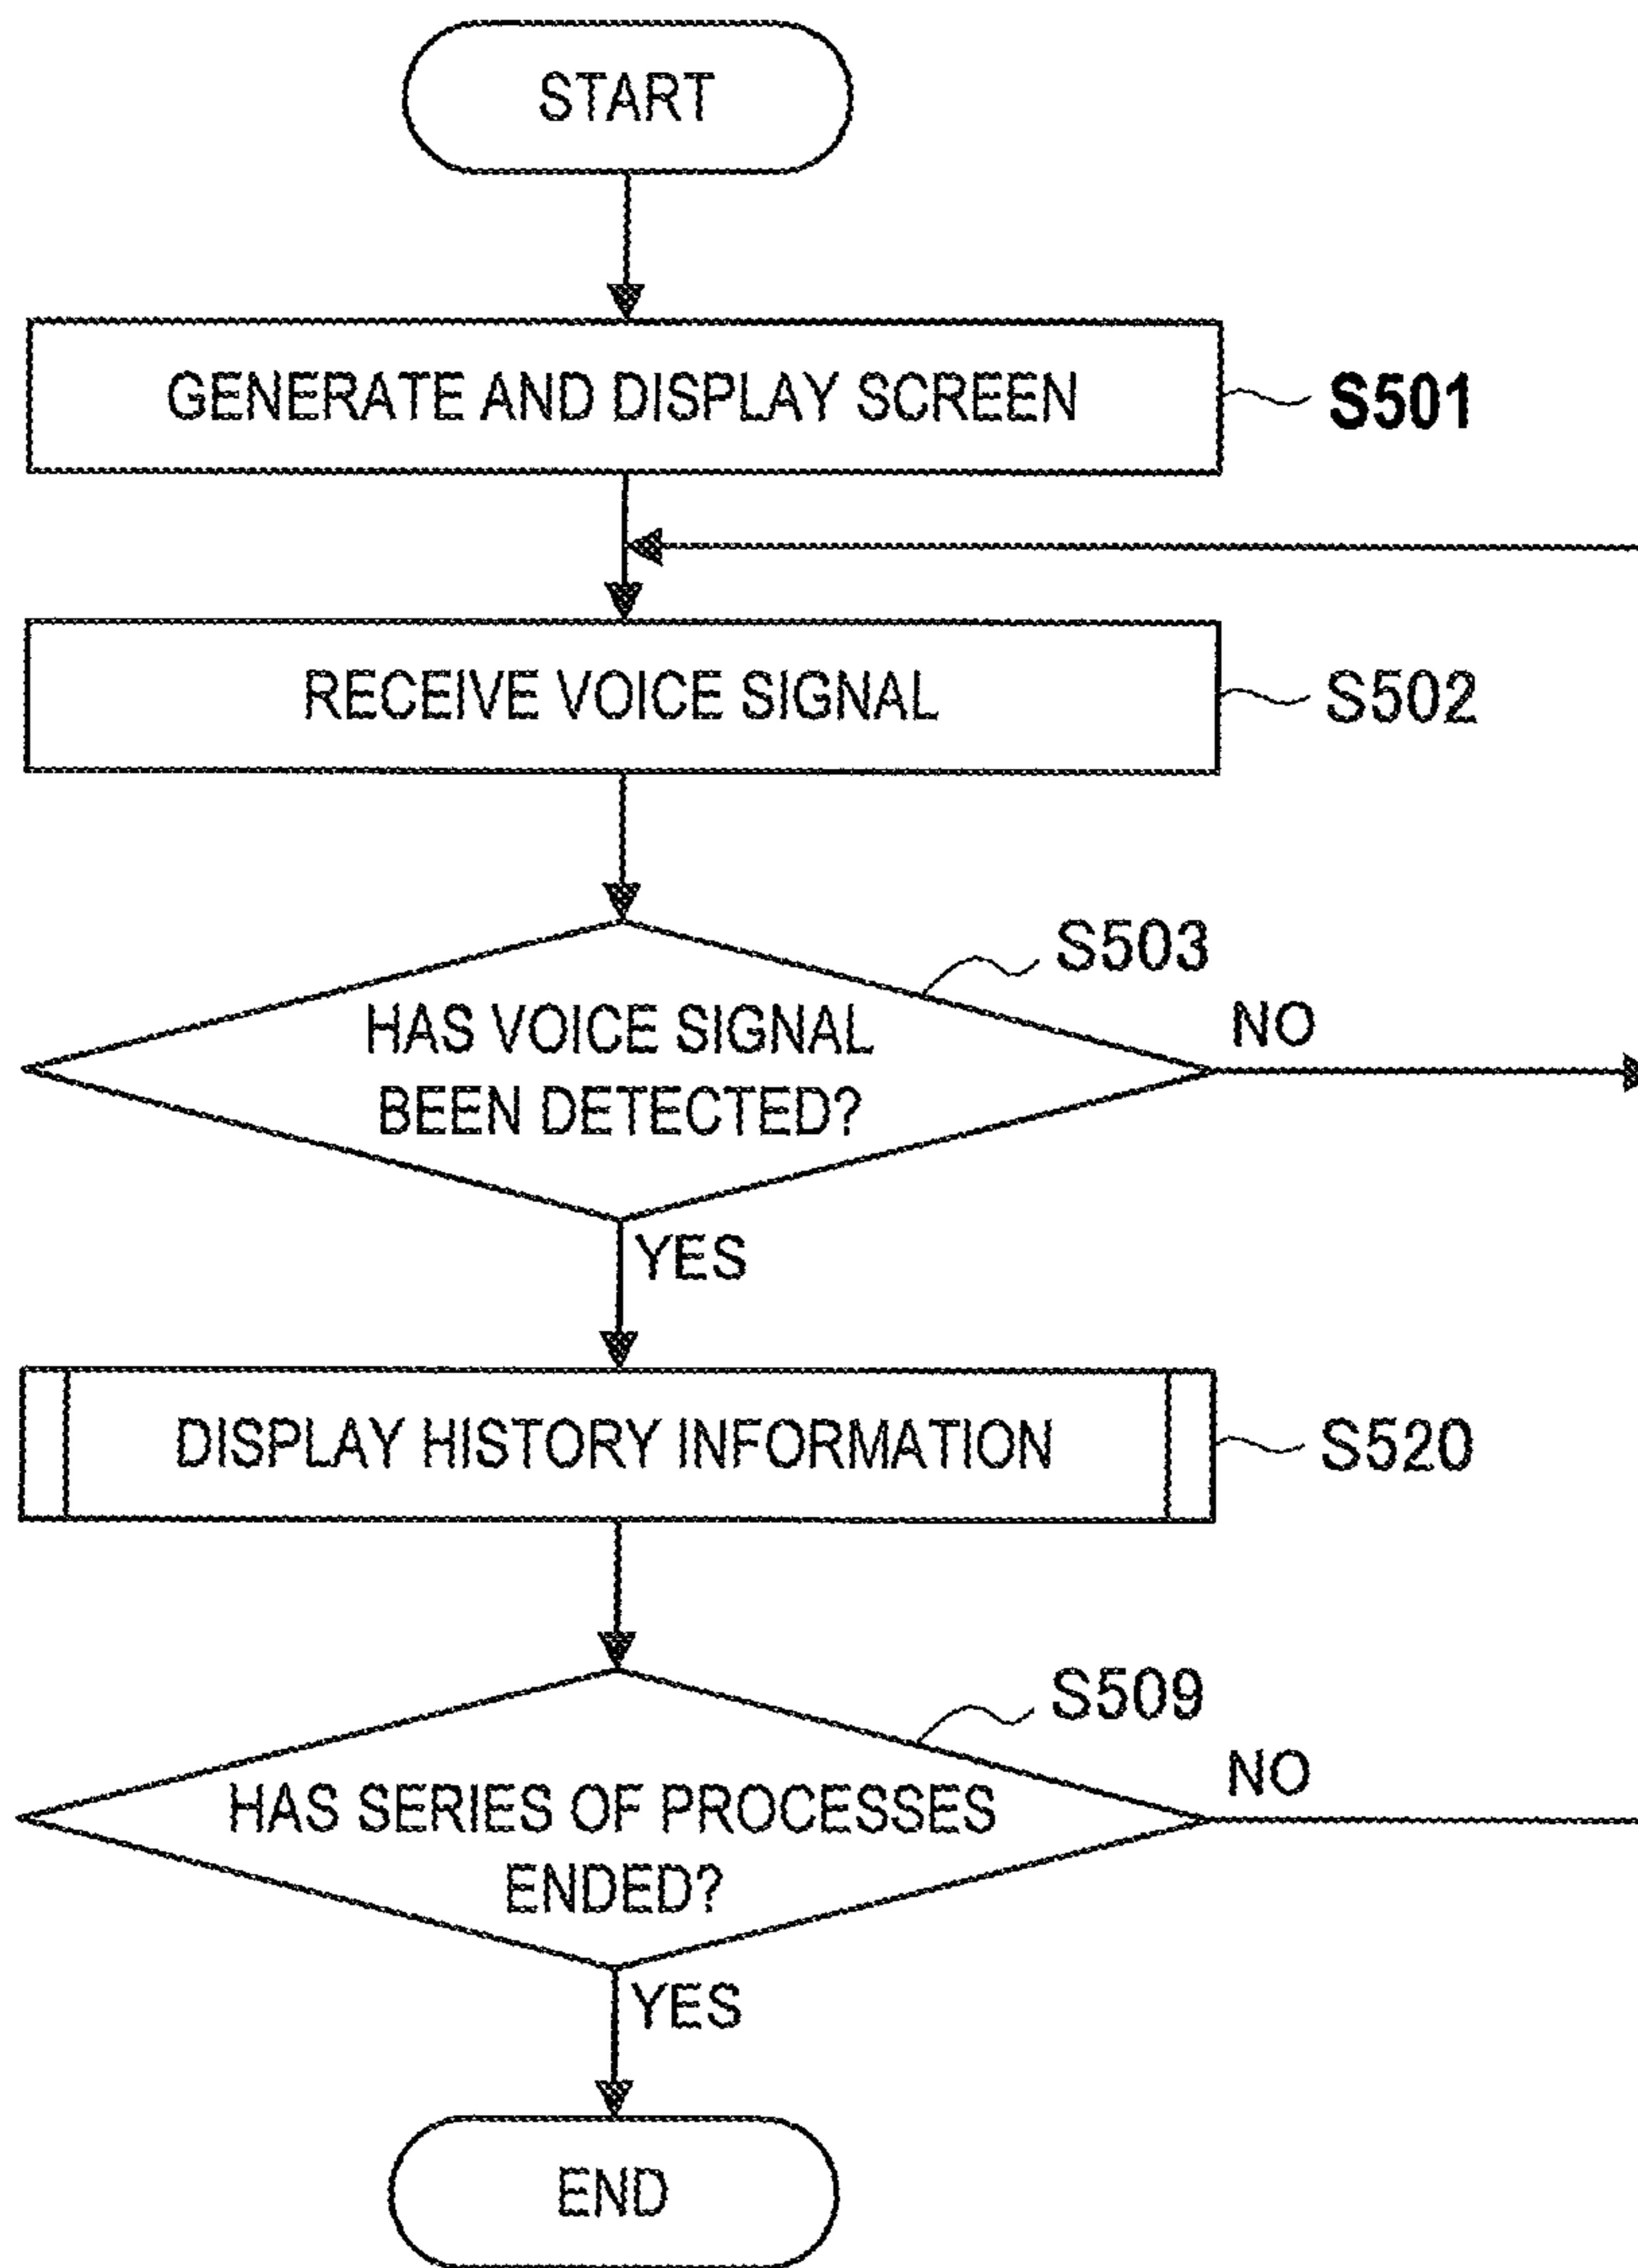 START
GENERATE AND DISPLAY SCREEN
S501
RECEIVE VOICE SIGNAL
S502
S503
HAS VOICE SIGNAL
BEEN DETECTED?
NO
YES
DISPLAY HISTORY INFORMATION
S520
S509
HAS SERIES OF PROCESSES
ENDED?
NO
YES
END